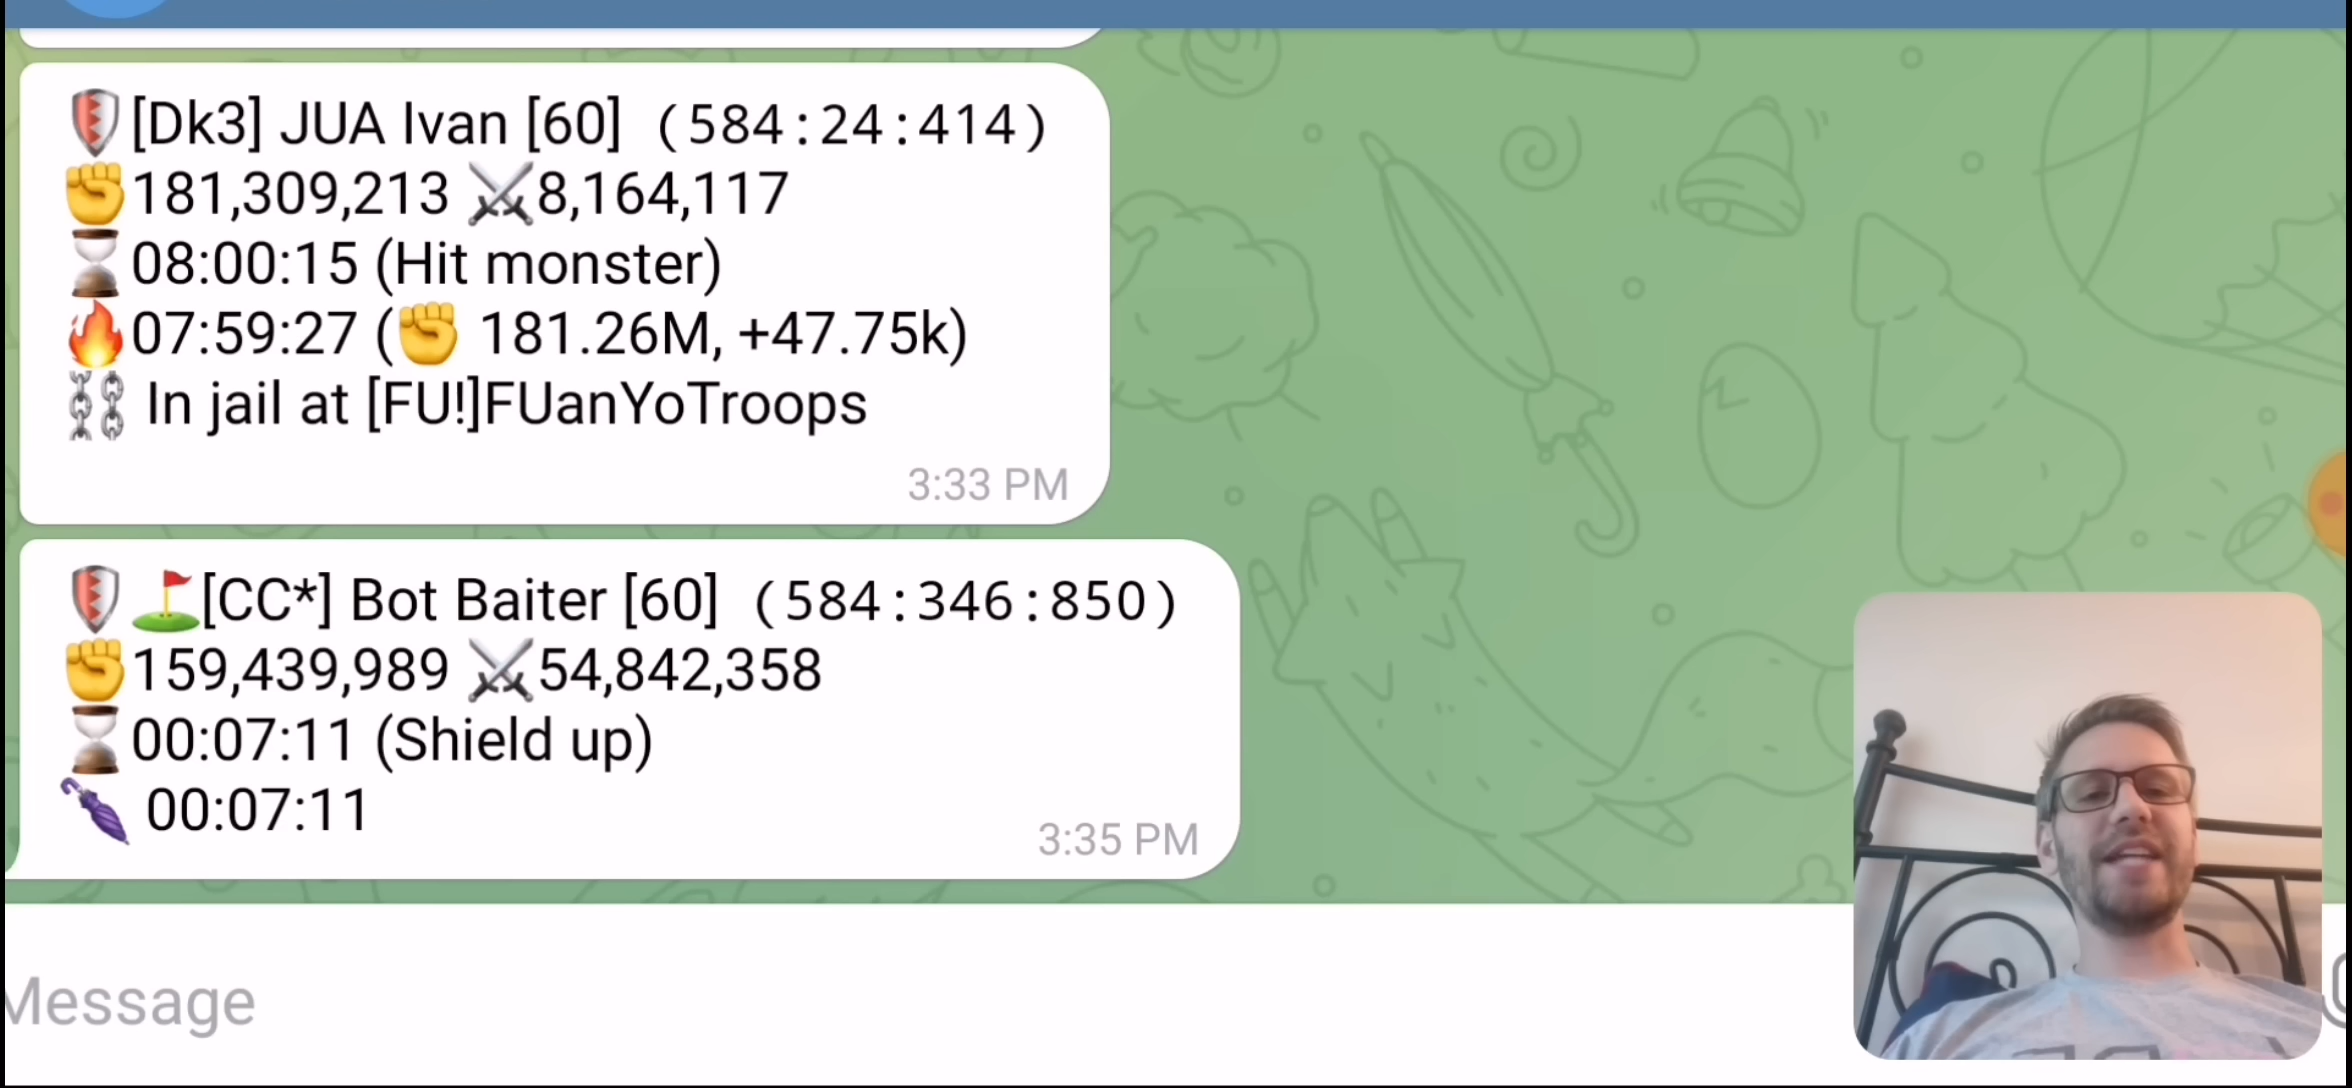 [Dk3] JUA Ivan [60] (584:24:414)
181,309,213 8,164,117
08:00:15 (Hit monster)
07:59:27 ( 181.26M, +47.75k)
In jail at [FU!]FUanYoTroops
3:33 PM
[CC*] Bot Baiter [60] (584:346:850)
159,439,989 54,842,358
00:07:11 (Shield up)
00:07:11
3:35 PM
Message